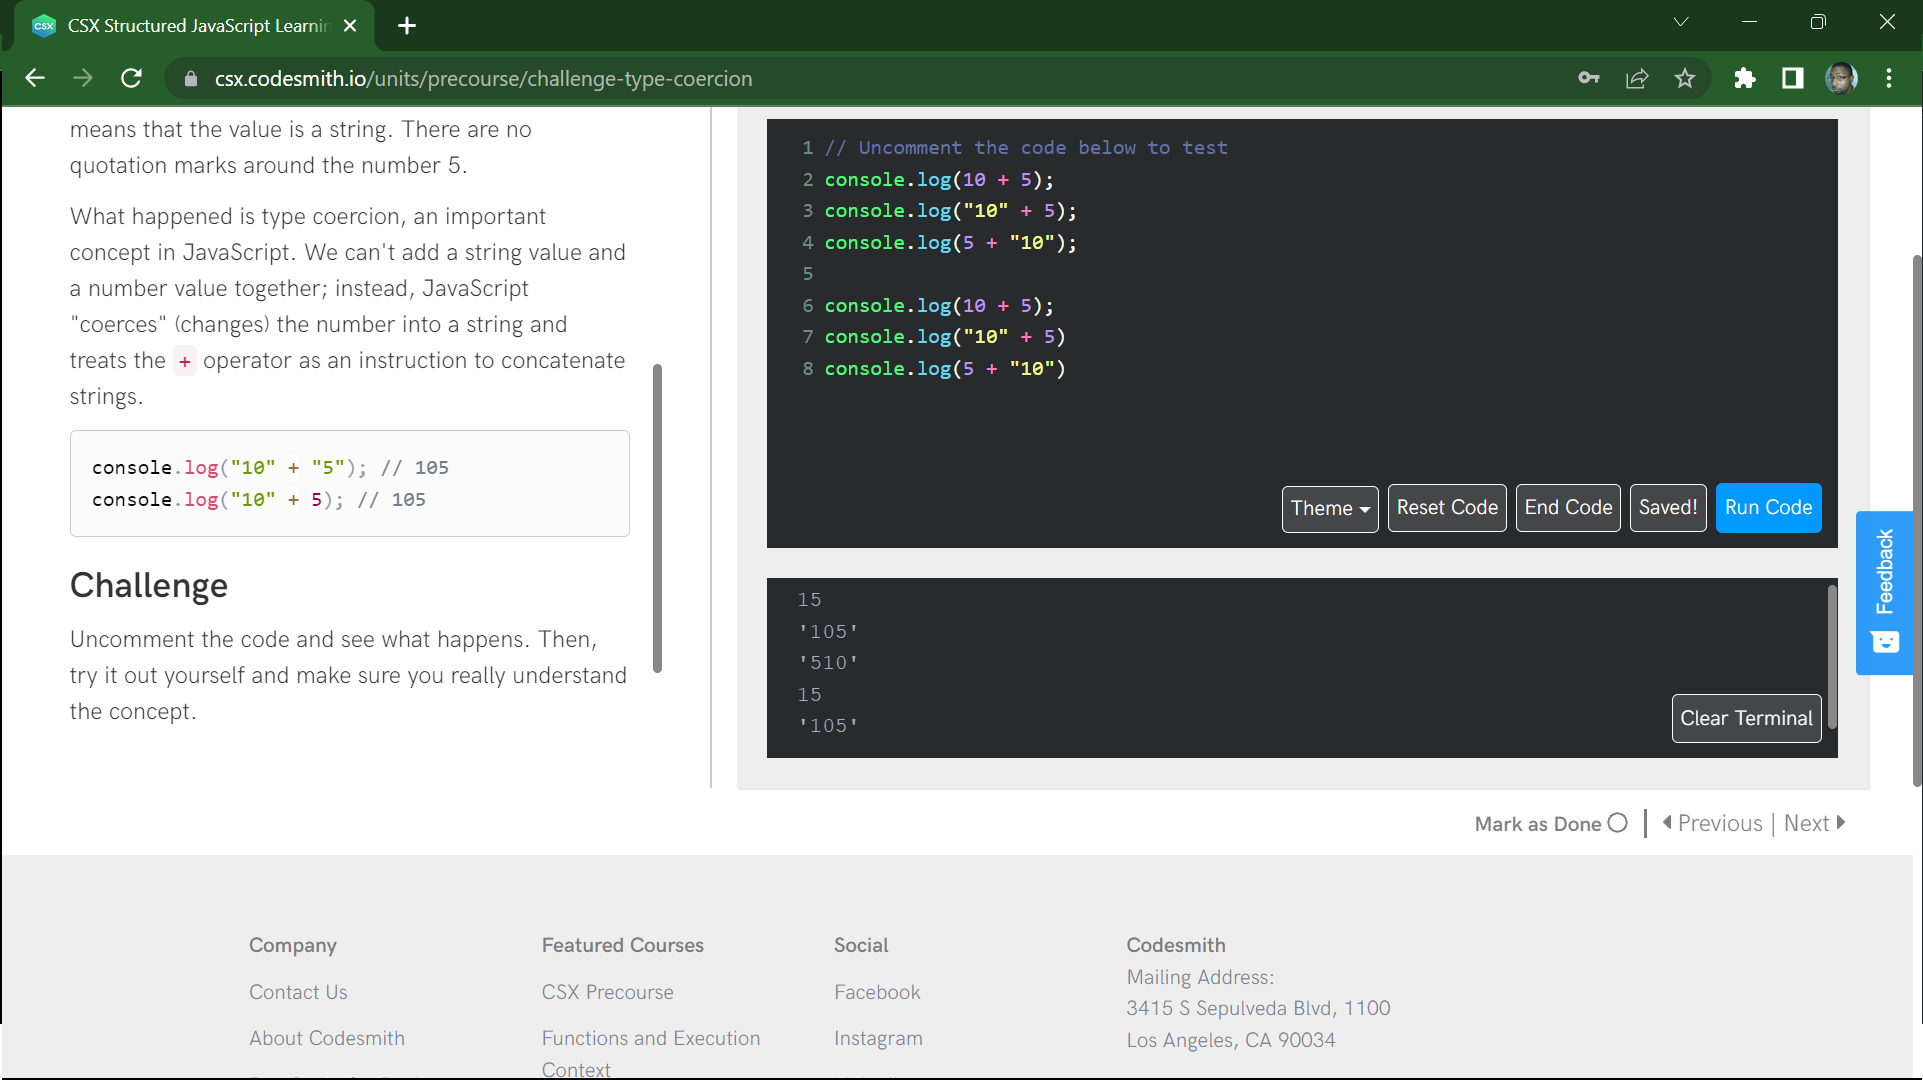 CSX Structured JavaScript Learnin
csx.codesmith.io/units/precourse/challenge-type-coercion
means that the value is a string. There are no
quotation marks around the number 5.
What happened is type coercion, an important
concept in JavaScript. We can't add a string value and
a number value together; instead, JavaScript
"coerces" (changes) the number into a string and
treats the + operator as an instruction to concatenate
strings.
console.log("10" + "5"); // 105
console.log("10" + 5); // 105
Challenge
Uncomment the code and see what happens. Then,
try it out yourself and make sure you really understand
the concept.
1 // Uncomment the code below to test
2 console.log(10 + 5);
3 console.log("10" + 5);
4 console.log(5 + "10");
5
6 console.log(10 + 5);
7 console.log("10" + 5)
8 console.log(5 + "10")
Theme Reset Code End Code Saved! Run Code
15
'105'
'510'
15
'105'
Clear Terminal
Feedback
Mark as Done | Previous | Next
Company
Contact Us
About Codesmith
Featured Courses
CSX Precourse
Functions and Execution
Context
Social
Facebook
Instagram
Codesmith
Mailing Address:
3415 S Sepulveda Blvd, 1100
Los Angeles, CA 90034